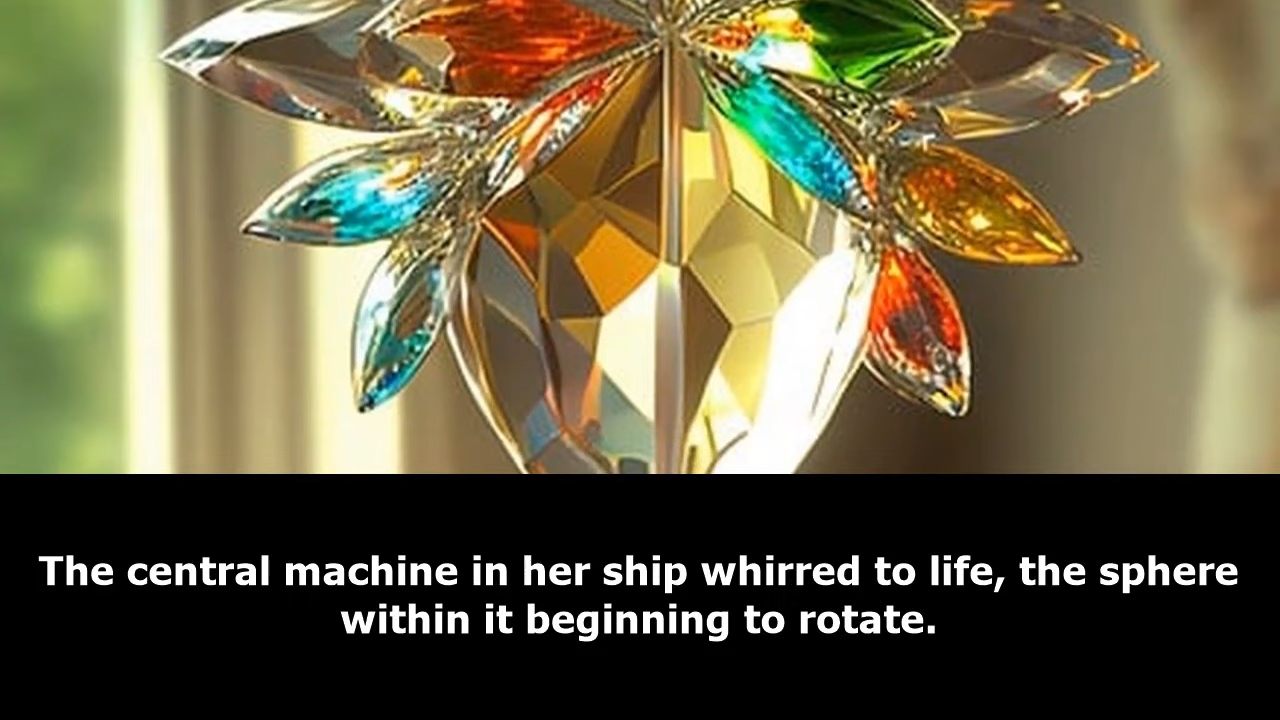 The central machine in her ship whirred to life, the sphere
within it beginning to rotate.